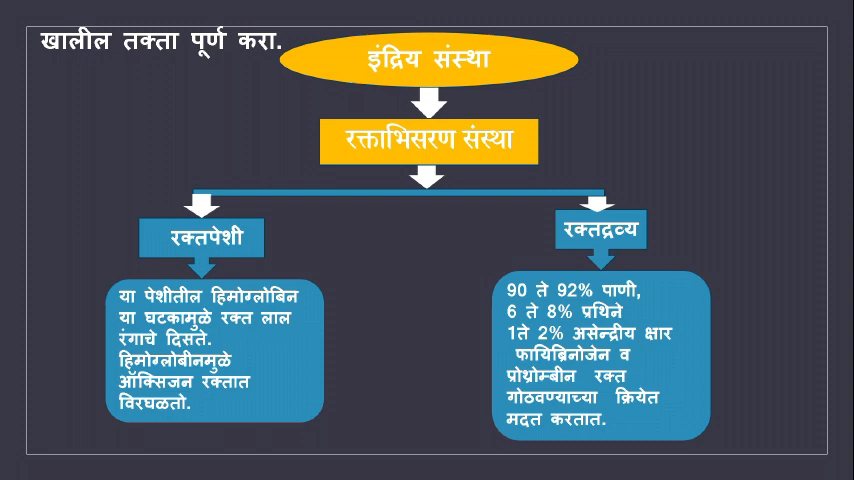 खालील तक्ता पूर्ण करा.
इंद्रिय संस्था
रक्ताभिसरण संस्था
रक्तपेशी
या पेशीतील हिमोग्लोबिन
या घटकामुळे रक्त लाल
रंगाचे दिसते.
हिमोग्लोबीनमुळे
ऑक्सिजन रक्तात
विरघळतो.
रक्तद्रव्य
90 ते 92% पाणी,
6 ते 8% प्रथिने
1ते 2% असेन्द्रीय क्षार
फायिब्रिनोजेन व
प्रोथ्रोम्बीन रक्त
गोठवण्याच्या क्रियेत
मदत करतात.